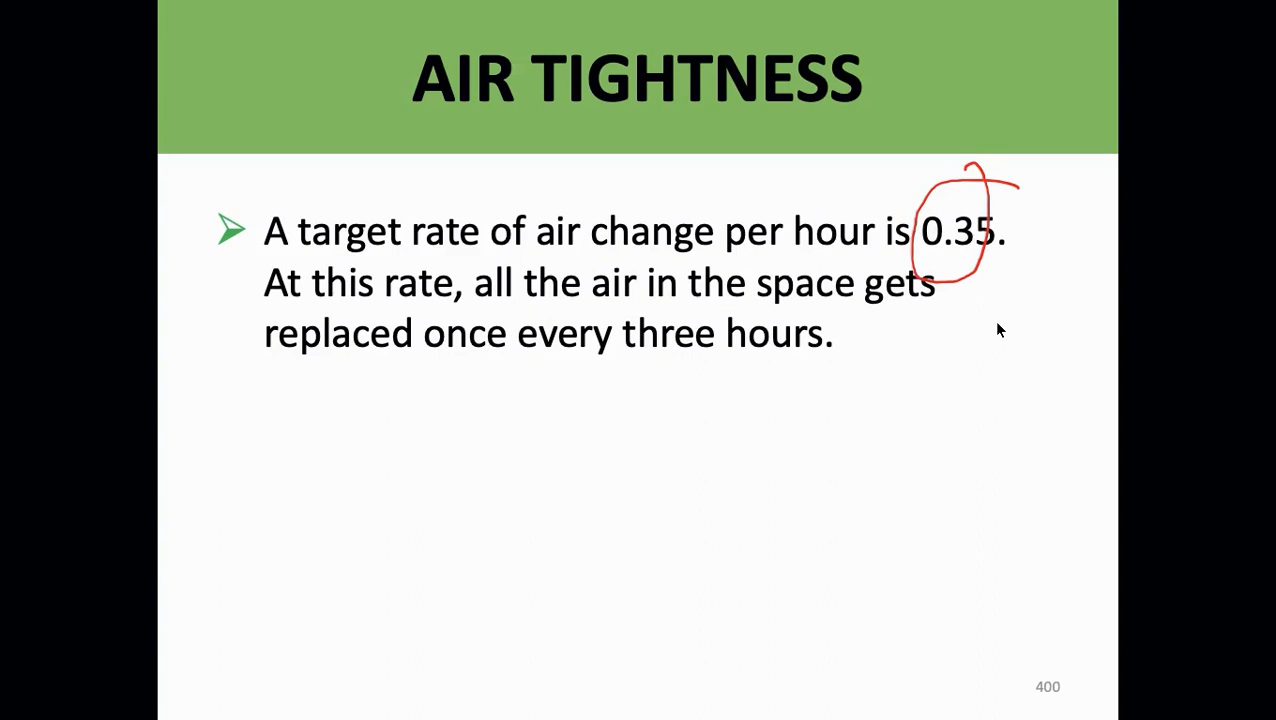 AIR TIGHTNESS
A target rate of air change per hour is 0.35.
At this rate, all the air in the space gets
replaced once every three hours.
400